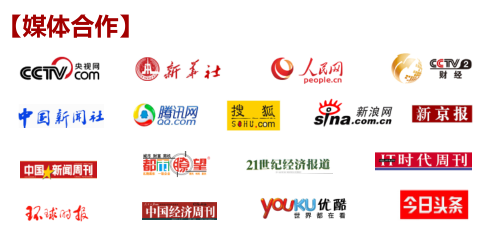 【媒体合作】
CCTV.com 央视网
新华社
人民网
people.cn
CCTV 2
财经
中国新闻社
腾讯网
QQ.com
搜狐
SOHU.com
sina 新浪网
.com.cn
新京报
中国新闻周刊
都市瞭望
21世纪经济报道
时代周刊
环球时报
中国经济周刊
YOUKU 优酷
世界都在看
今日头条